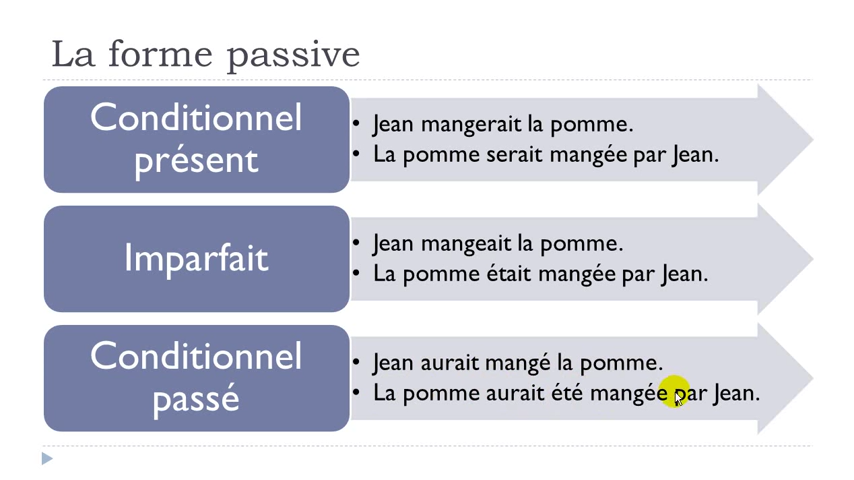 La forme passive
Conditionnel
présent
• Jean mangerait la pomme.
• La pomme serait mangée par Jean.
Imparfait
• Jean mangeait la pomme.
• La pomme était mangée par Jean.
Conditionnel
passé
• Jean aurait mangé la pomme.
• La pomme aurait été mangée par Jean.